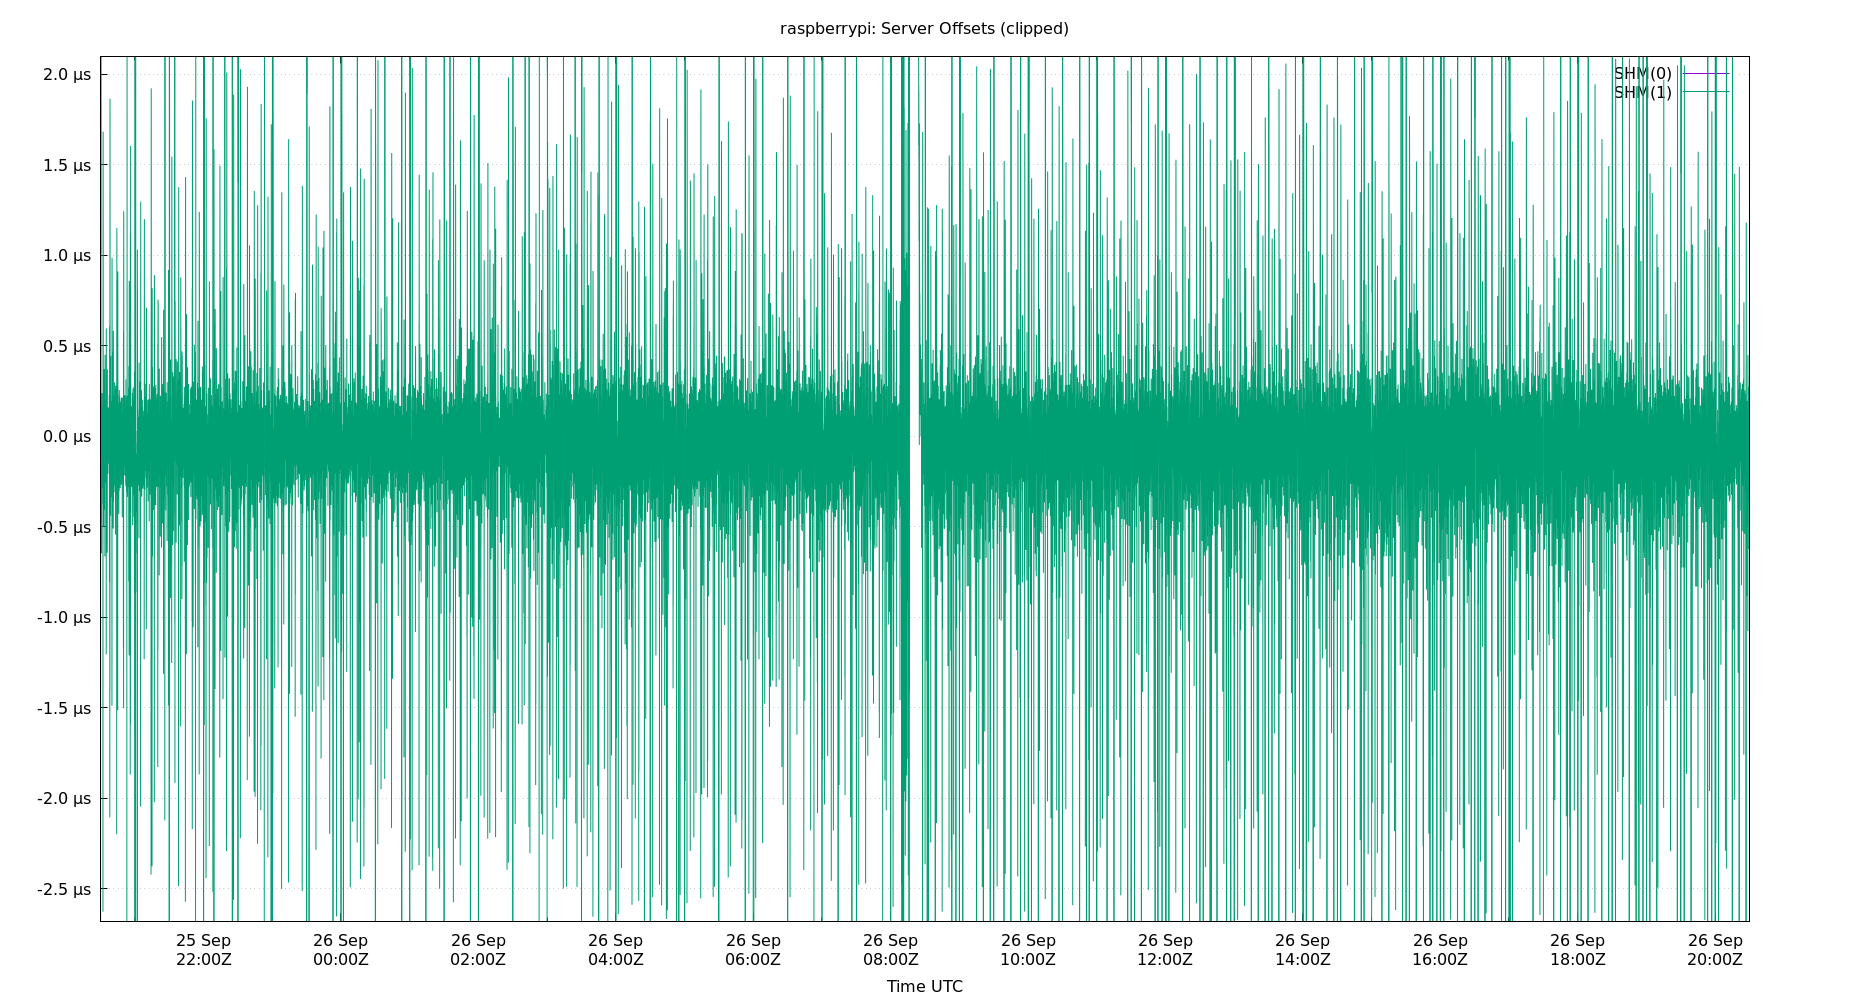 raspberrypi: Server Offsets (clipped)
2.0 µs
1.5 µs
1.0 µs
0.5 µs
0.0 µs
-0.5 µs
-1.0 µs
-1.5 µs
-2.0 µs
-2.5 µs
SHM(0)
SHM(1)
25 Sep 26 Sep 26 Sep 26 Sep 26 Sep 26 Sep 26 Sep 26 Sep 26 Sep 26 Sep 26 Sep 26 Sep
22:00Z 00:00Z 02:00Z 04:00Z 06:00Z 08:00Z 10:00Z 12:00Z 14:00Z 16:00Z 18:00Z 20:00Z
Time UTC